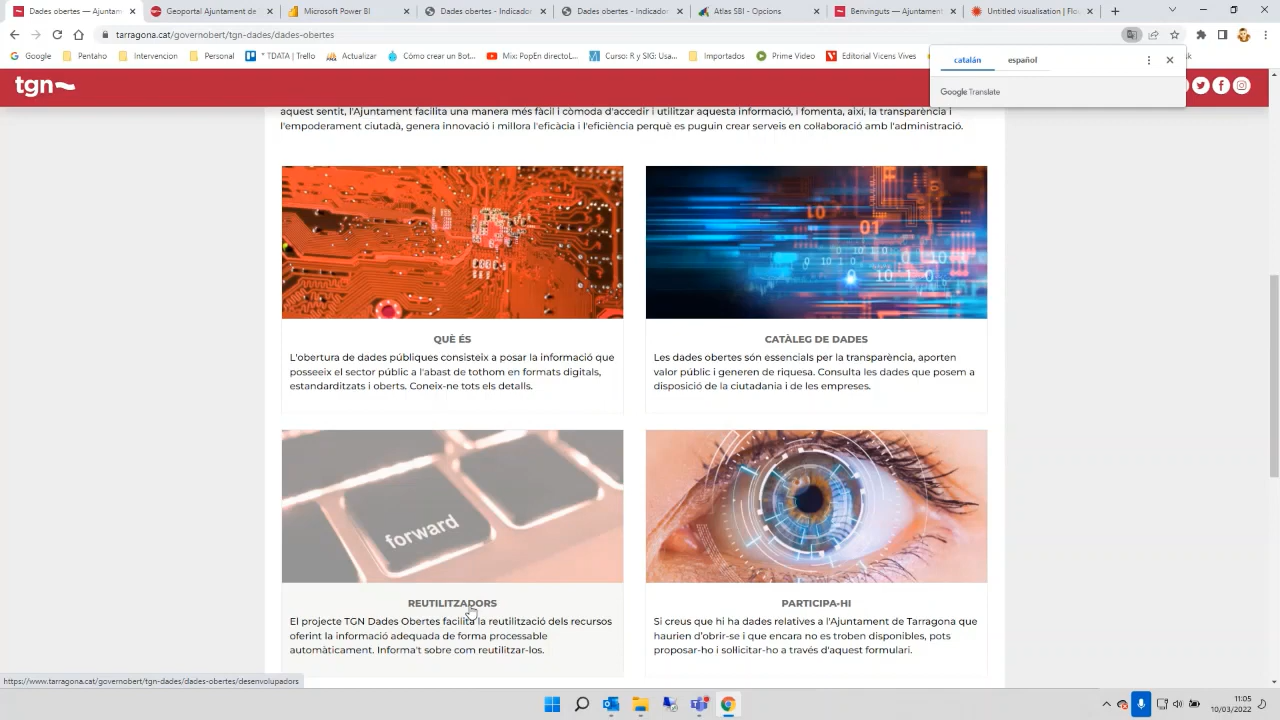 Dades obertes — Ajuntam
Geoportal Ajuntament de
Microsoft Power BI
Dades obertes - Indicador
Dades obertes - Indicador
Atlas SBI - Opcions
Benvinguts — Ajuntament
Untitled visualisation | Flo
tarragona.cat/governobert/tgn-dades/dades-obertes
Google
Pentaho
Intervencion
Personal
* TDATA | Trello
Actualizar
Cómo crear un Bot...
Mix: PopEn directoL...
Curso: R y SIG: Usa...
Importados
Prime Video
Editorial Vicens Vives
català
español
Google Translate
tgn
aquest sentit, l'Ajuntament facilita una manera més fàcil i còmoda d'accedir i utilitzar aquesta informació, i fomenta, així, la transparència i
l'empoderament ciutadà, genera innovació i millora l'eficàcia i l'eficiència perquè es puguin crear serveis en col·laboració amb l'administració.
QUÈ ÉS
L'obertura de dades públiques consisteix a posar la informació que
posseeix el sector públic a l'abast de tothom en formats digitals,
estandarditzats i oberts. Coneix-ne tots els detalls.
CATÀLEG DE DADES
Les dades obertes són essencials per la transparència, aporten
valor públic i generen de riquesa. Consulta les dades que posem a
disposició de la ciutadania i de les empreses.
forward
REUTILITZADORS
El projecte TGN Dades Obertes facilita la reutilització dels recursos
oferint la informació adequada de forma processable
automàticament. Informa't sobre com reutilitzar-los.
PARTICIPA-HI
Si creus que hi ha dades relatives a l'Ajuntament de Tarragona que
haurien d'obrir-se i que encara no es troben disponibles, pots
proposar-ho i sol·licitar-ho a través d'aquest formulari.
https://www.tarragona.cat/governobert/tgn-dades/dades-obertes/desenvolupadors
11:05
10/03/2022